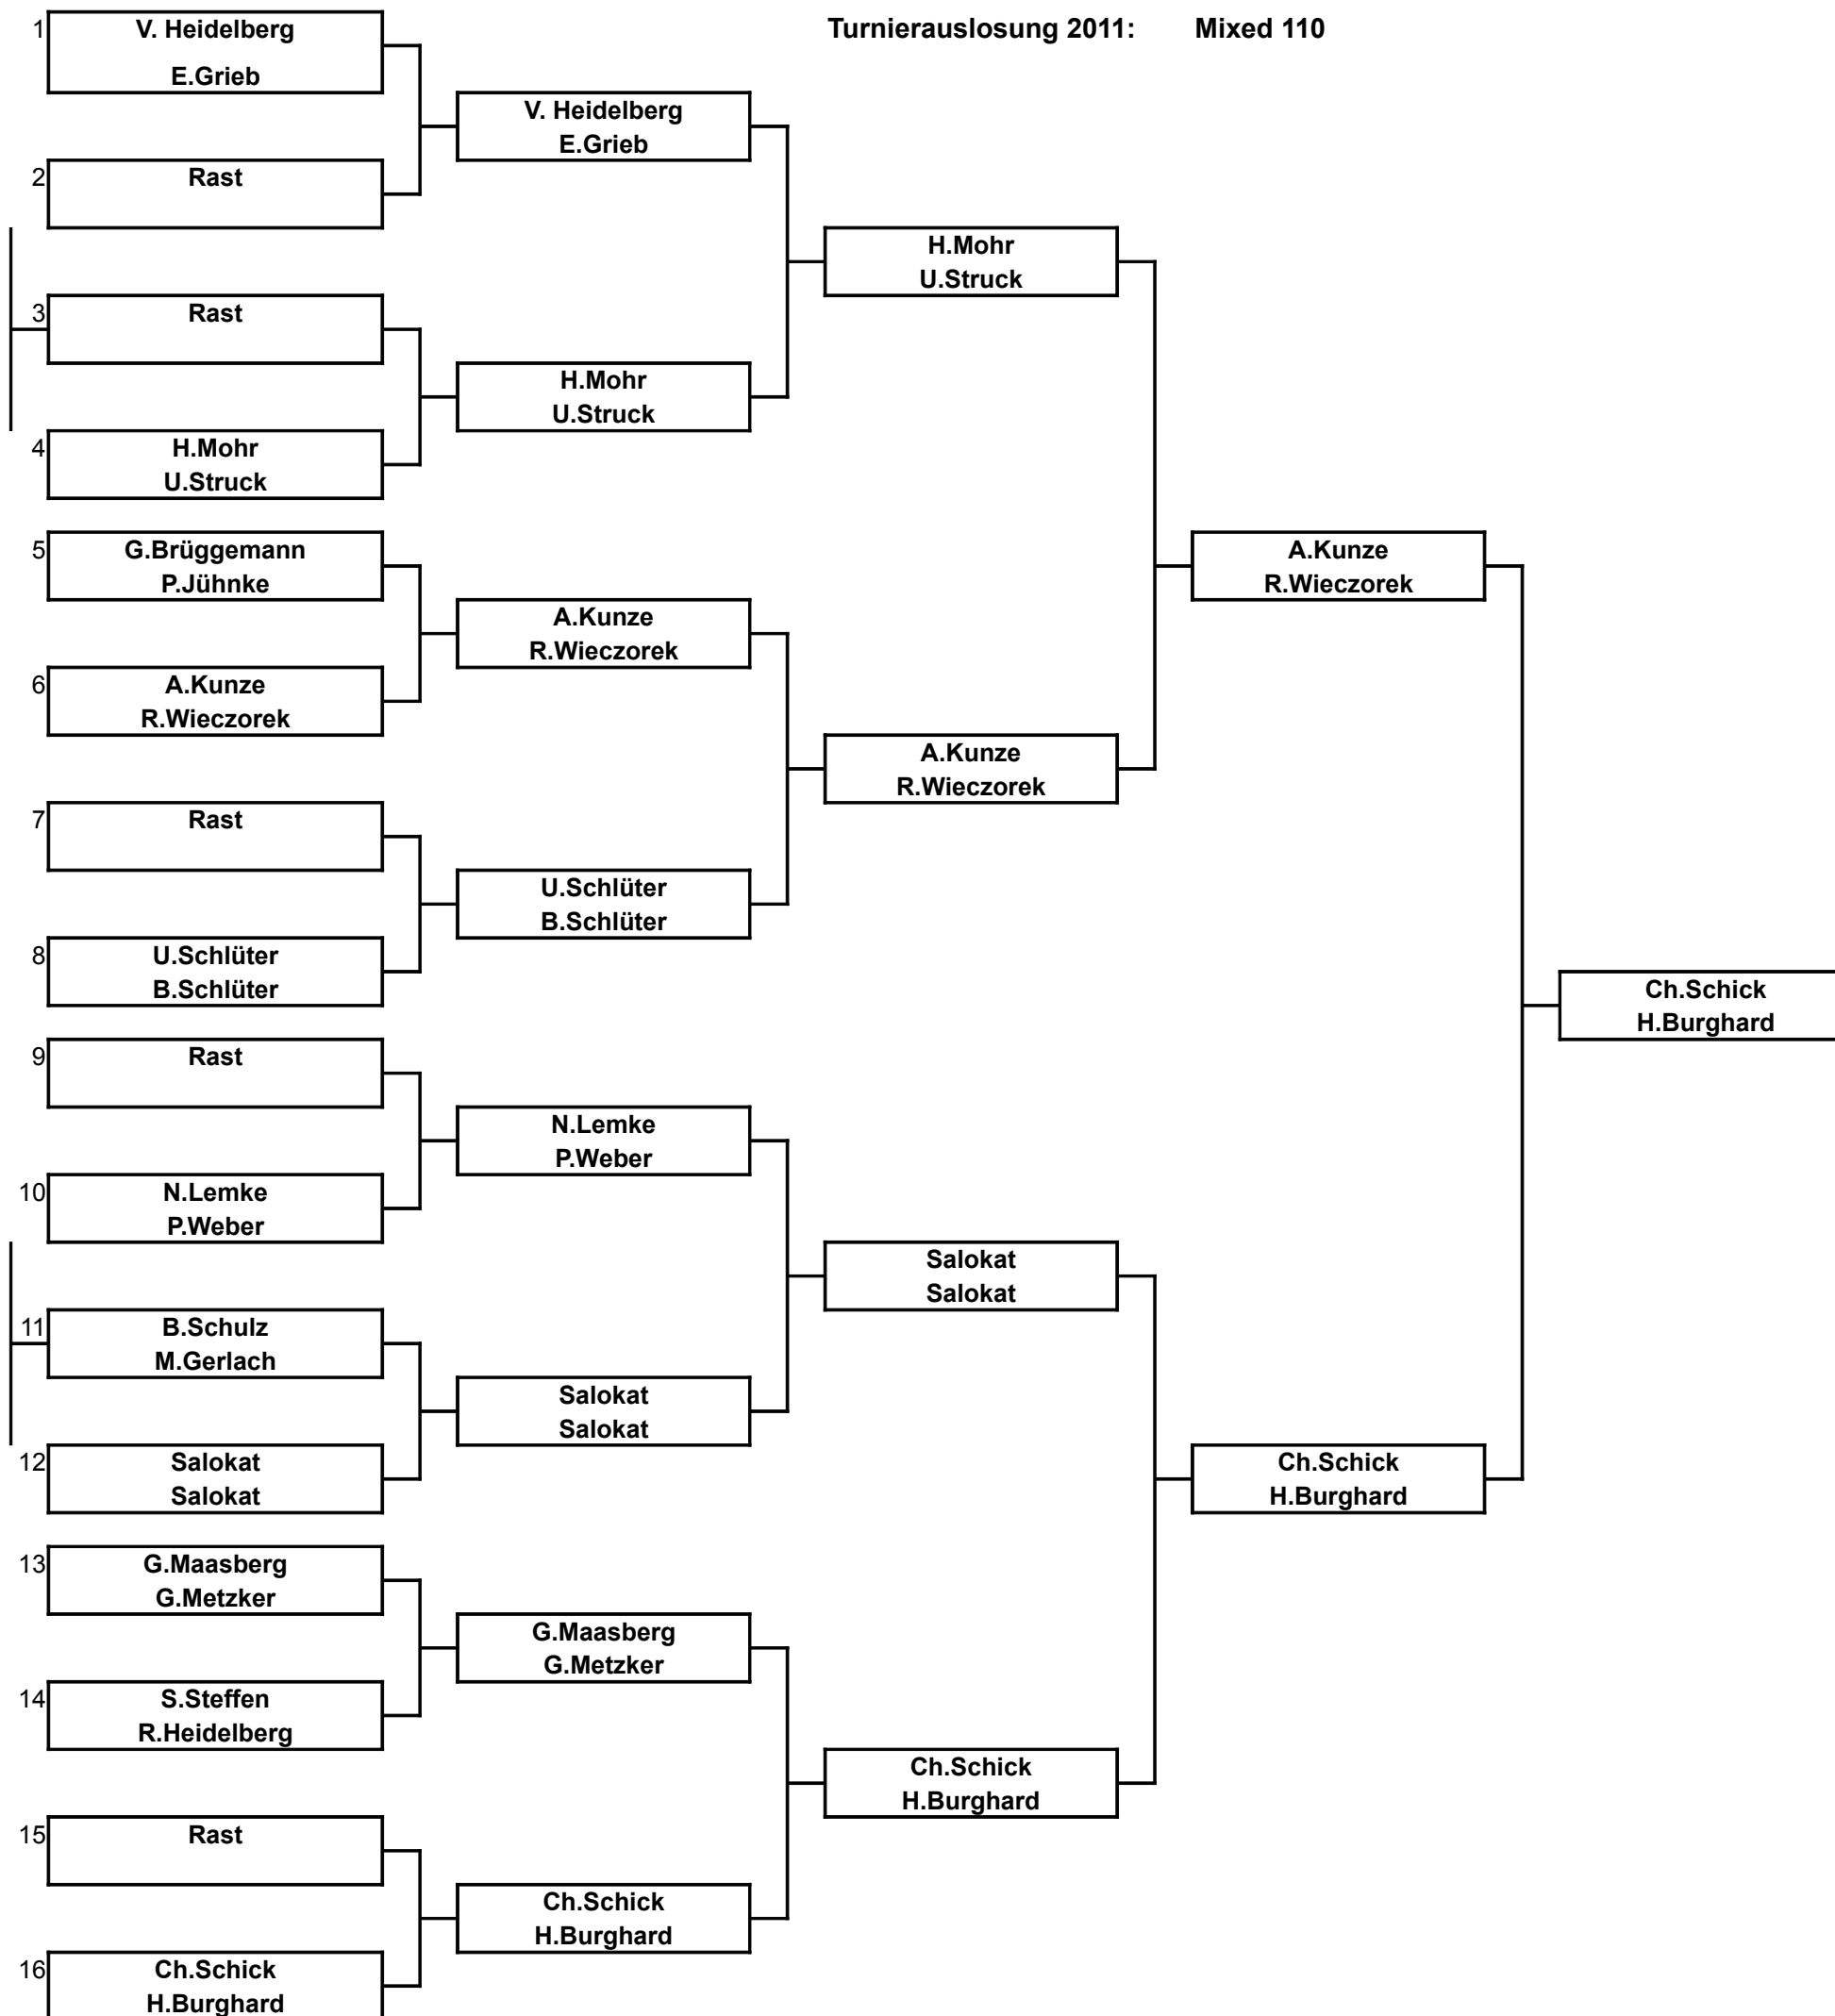 Turnierauslosung 2011: Mixed 110
1 V. Heidelberg
E.Grieb
V. Heidelberg
E.Grieb
2 Rast
H.Mohr
U.Struck
3 Rast
H.Mohr
U.Struck
4 H.Mohr
U.Struck
5 G.Brüggemann
P.Jühnke
A.Kunze
R.Wieczorek
A.Kunze
R.Wieczorek
6 A.Kunze
R.Wieczorek
A.Kunze
R.Wieczorek
7 Rast
U.Schlüter
B.Schlüter
8 U.Schlüter
B.Schlüter
Ch.Schick
H.Burghard
9 Rast
N.Lemke
P.Weber
10 N.Lemke
P.Weber
Salokat
Salokat
11 B.Schulz
M.Gerlach
Salokat
Salokat
12 Salokat
Salokat
Ch.Schick
H.Burghard
13 G.Maasberg
G.Metzker
G.Maasberg
G.Metzker
14 S.Steffen
R.Heidelberg
Ch.Schick
H.Burghard
15 Rast
Ch.Schick
H.Burghard
16 Ch.Schick
H.Burghard